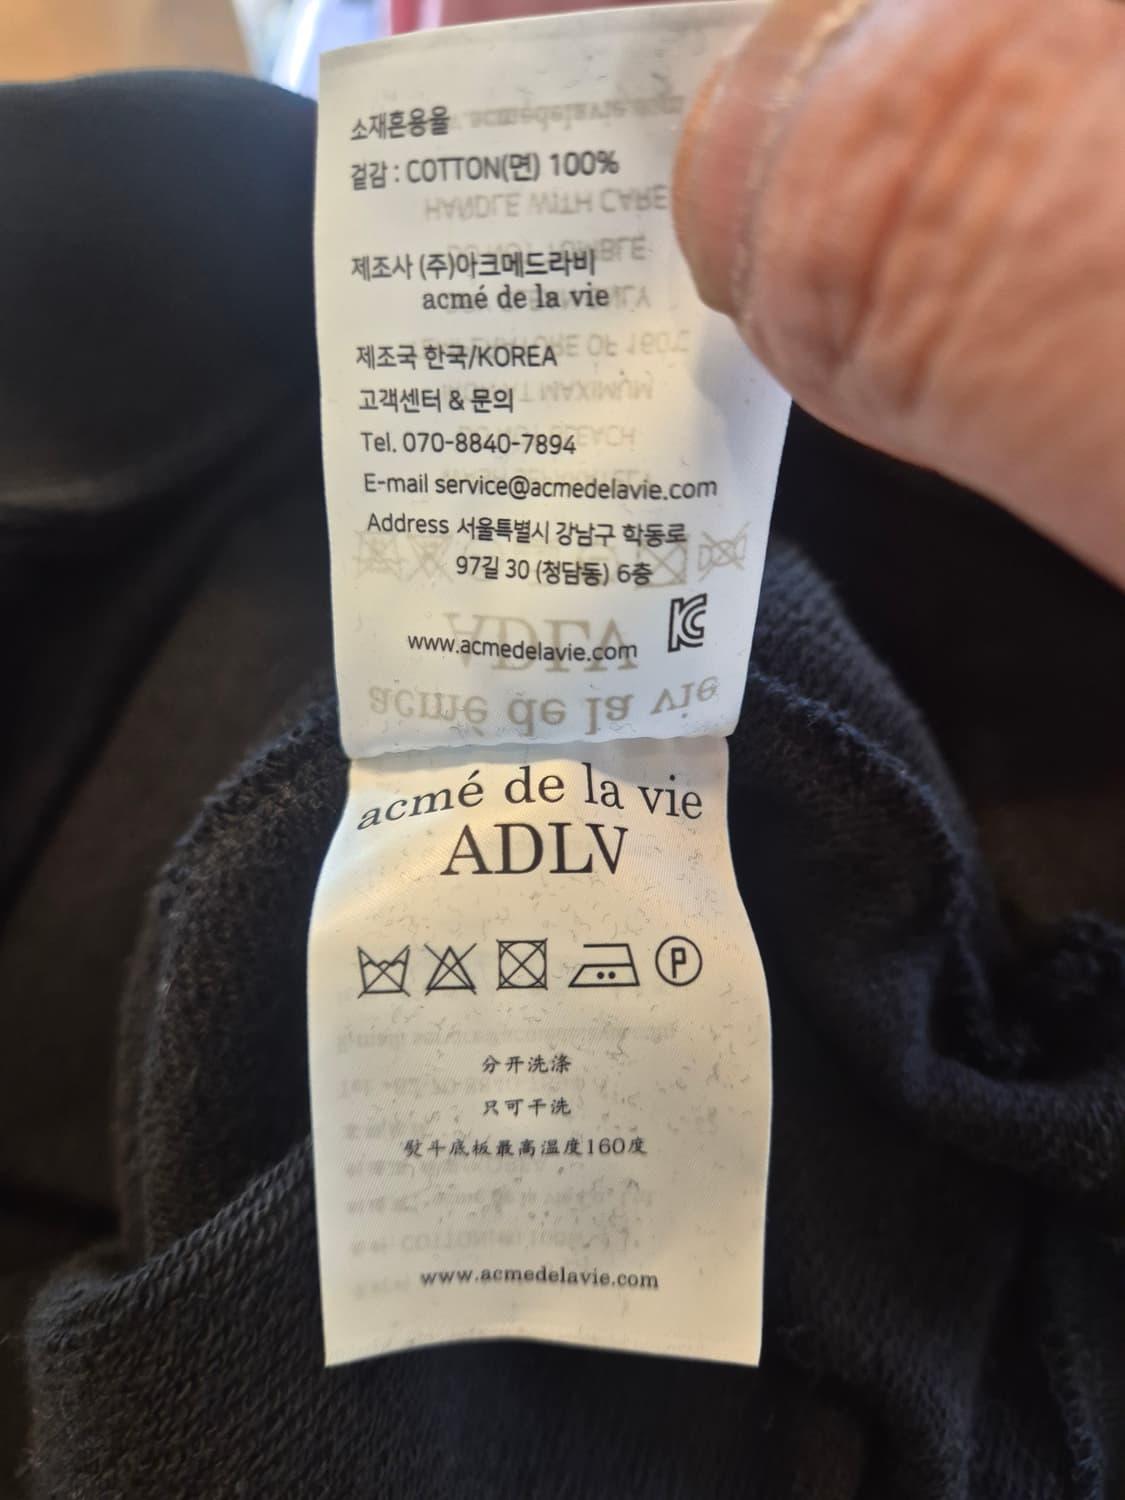 소재혼용율
겉감 : COTTON(면) 100%
제조사 (주)아크메드라비
acmé de la vie
제조국 한국/KOREA
고객센터 & 문의
Tel. 070-8840-7894
E-mail service@acmedelavie.com
Address 서울특별시 강남구 학동로
97길 30 (청담동) 6층
www.acmedelavie.com
acmé de la vie
ADLV
P
分开洗涤
只可干洗
熨斗底板最高温度160度
www.acmedelavie.com